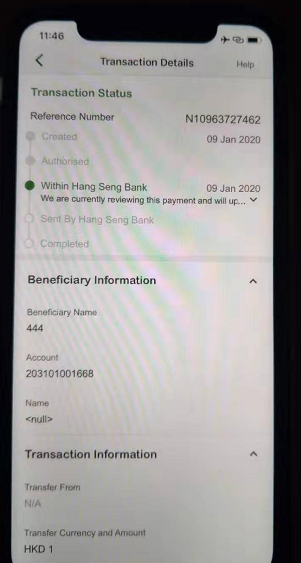 11:46
Transaction Details
Help
Transaction Status
Reference Number N10963727462
Created 09 Jan 2020
Authorised
Within Hang Seng Bank 09 Jan 2020
We are currently reviewing this payment and will up...
Sent By Hang Seng Bank
Completed
Beneficiary Information
Beneficiary Name
444
Account
203101001668
Name
<null>
Transaction Information
Transfer From
N/A
Transfer Currency and Amount
HKD 1